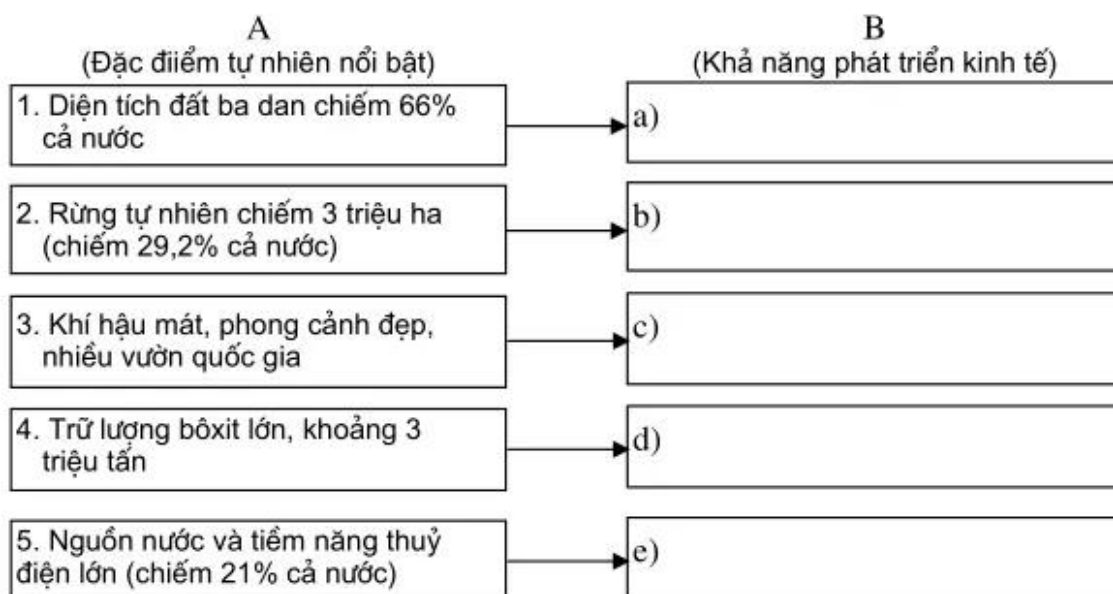 A
(Đặc điiểm tự nhiên nổi bật)
B
(Khả năng phát triển kinh tế)
1. Diện tích đất ba dan chiếm 66%
cả nước
a)
2. Rừng tự nhiên chiếm 3 triệu ha
(chiếm 29,2% cả nước)
b)
3. Khí hậu mát, phong cảnh đẹp,
nhiều vườn quốc gia
c)
4. Trữ lượng bôxit lớn, khoảng 3
triệu tấn
d)
5. Nguồn nước và tiềm năng thuỷ
điện lớn (chiếm 21% cả nước)
e)